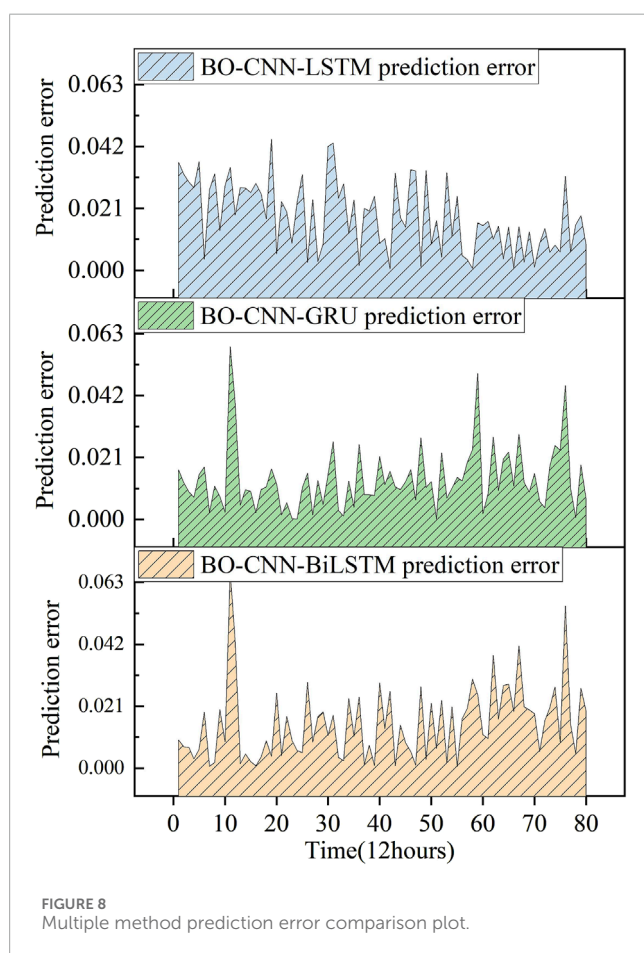 BO-CNN-LSTM prediction error
Prediction error
0.063
0.042
0.021
0.000
BO-CNN-GRU prediction error
Prediction error
0.063
0.042
0.021
0.000
BO-CNN-BiLSTM prediction error
Prediction error
0.063
0.042
0.021
0.000
0 10 20 30 40 50 60 70 80
Time(12hours)
FIGURE 8
Multiple method prediction error comparison plot.